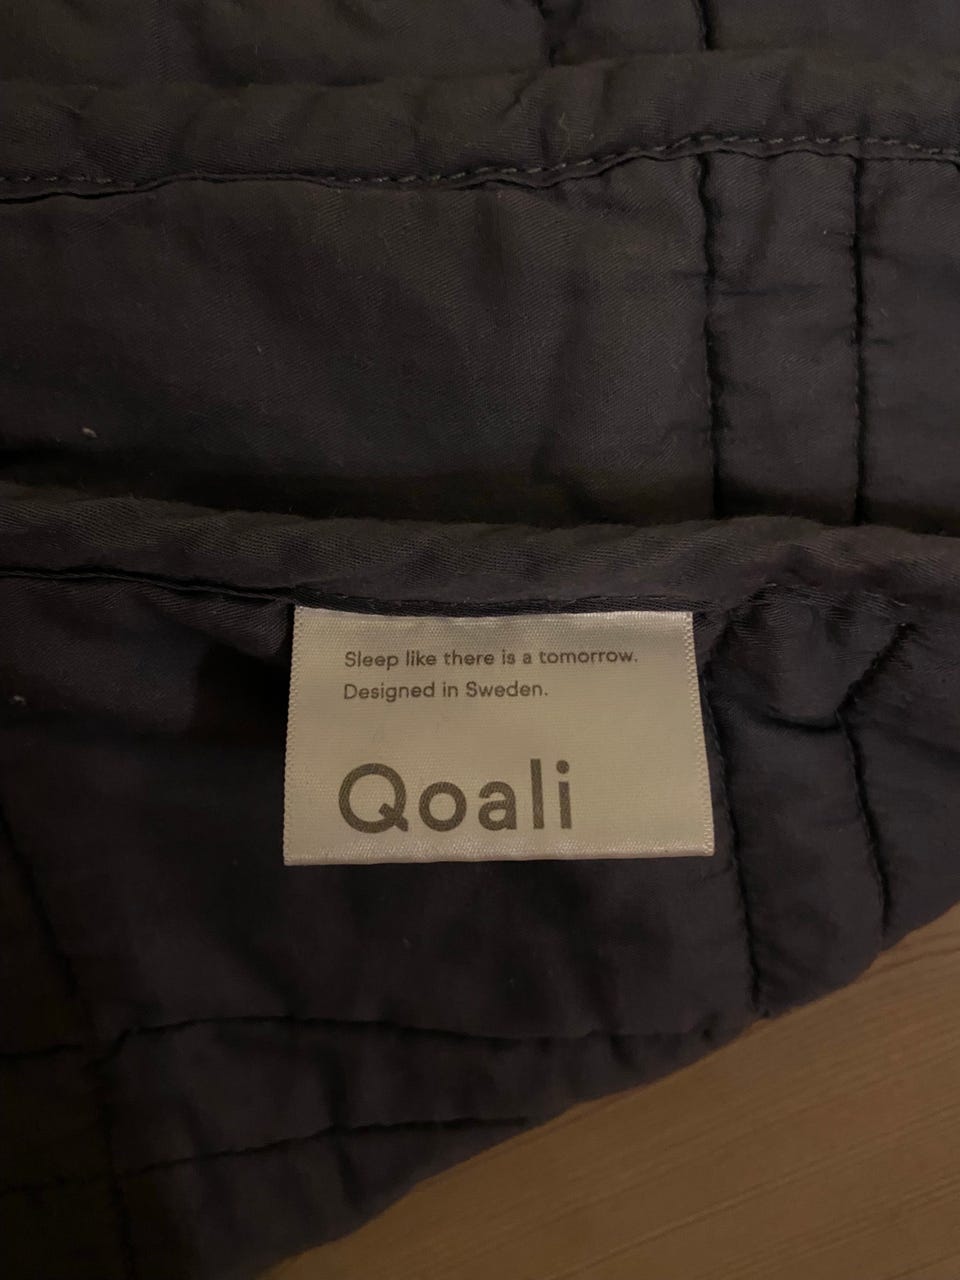 Sleep like there is a tomorrow.
Designed in Sweden.
Qoali